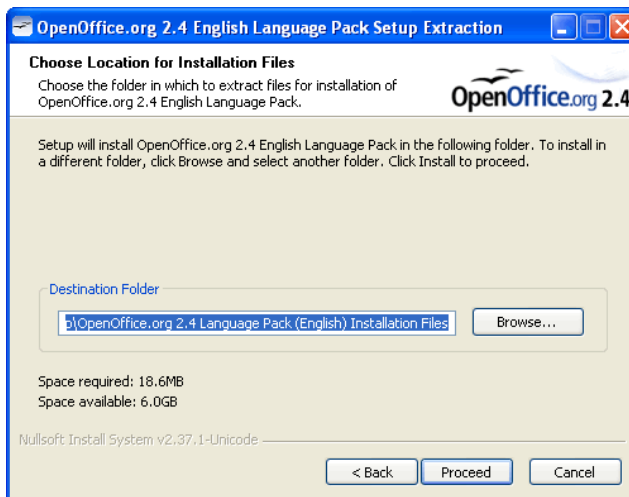 OpenOffice.org 2.4 English Language Pack Setup Extraction
Choose Location for Installation Files
Choose the folder in which to extract files for installation of
OpenOffice.org 2.4 English Language Pack.
OpenOffice.org 2.4
Setup will install OpenOffice.org 2.4 English Language Pack in the following folder. To install in
a different folder, click Browse and select another folder. Click Install to proceed.
Destination Folder
p\OpenOffice.org 2.4 Language Pack (English) Installation Files
Browse...
Space required: 18.6MB
Space available: 6.0GB
Nullsoft Install System v2.37.1-Unicode
< Back
Proceed
Cancel